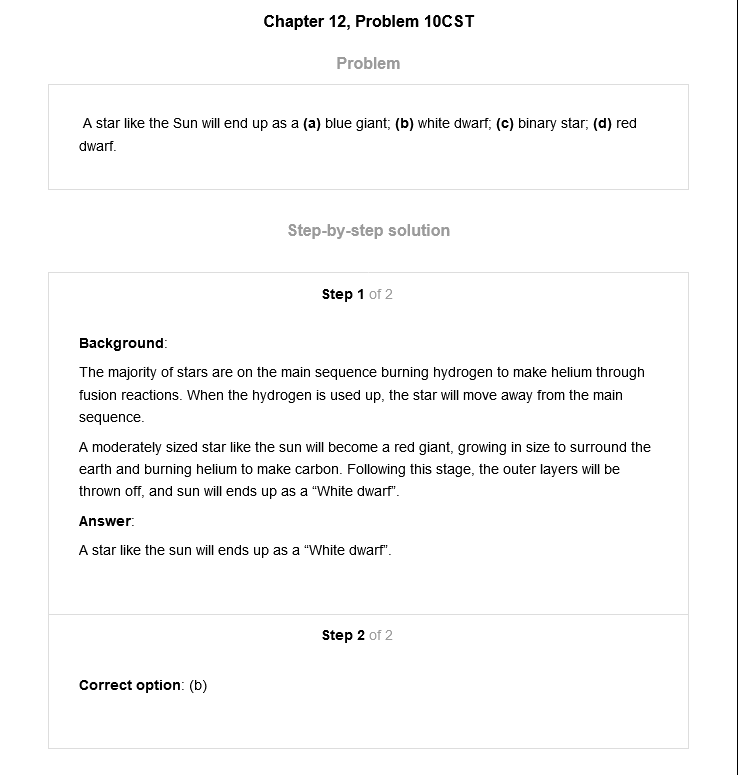 Chapter 12, Problem 10CST
Problem
A star like the Sun will end up as a (a) blue giant; (b) white dwarf; (c) binary star; (d) red
dwarf.
Step-by-step solution
Step 1 of 2
Background:
The majority of stars are on the main sequence burning hydrogen to make helium through
fusion reactions. When the hydrogen is used up, the star will move away from the main
sequence.
A moderately sized star like the sun will become a red giant, growing in size to surround the
earth and burning helium to make carbon. Following this stage, the outer layers will be
thrown off, and sun will ends up as a “White dwarf”.
Answer:
A star like the sun will ends up as a “White dwarf”.
Step 2 of 2
Correct option: (b)